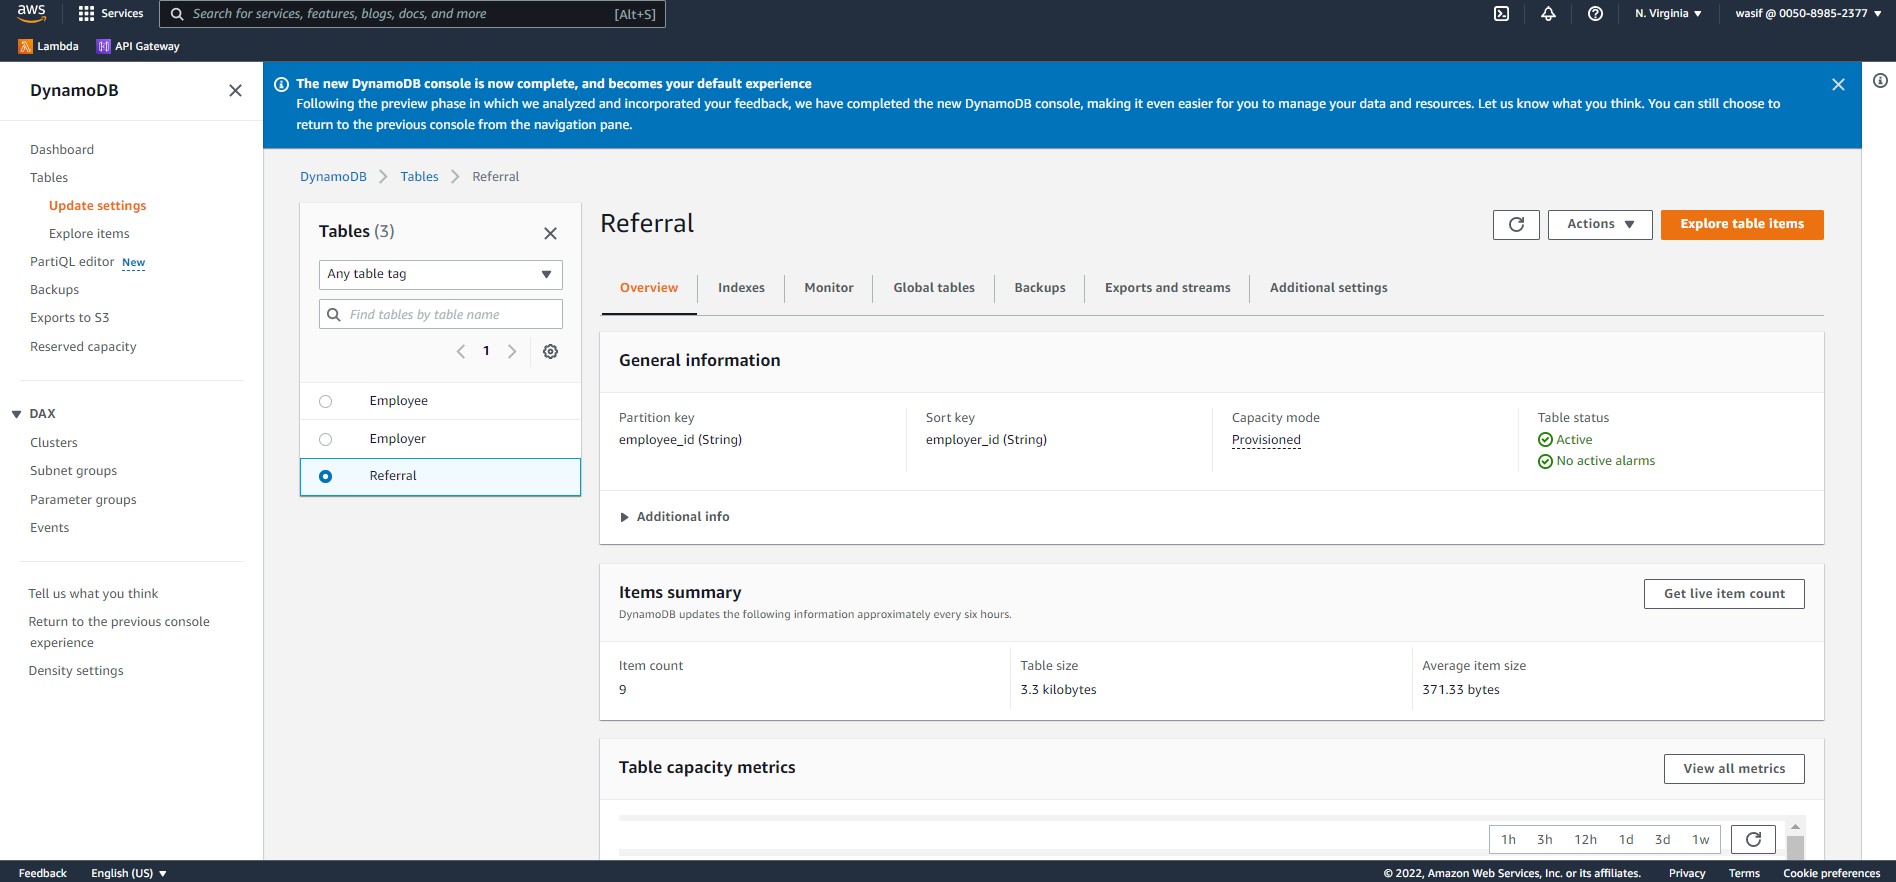 aws
Services
Search for services, features, blogs, docs, and more
[Alt+S]
N. Virginia
wasif @ 0050-8985-2377
Lambda
API Gateway
DynamoDB
Dashboard
Tables
Update settings
Explore items
PartiQL editor New
Backups
Exports to S3
Reserved capacity
DAX
Clusters
Subnet groups
Parameter groups
Events
Tell us what you think
Return to the previous console
experience
Density settings
The new DynamoDB console is now complete, and becomes your default experience
Following the preview phase in which we analyzed and incorporated your feedback, we have completed the new DynamoDB console, making it even easier for you to manage your data and resources. Let us know what you think. You can still choose to
return to the previous console from the navigation pane.
DynamoDB
Tables
Referral
Tables (3)
Any table tag
Find tables by table name
1
Employee
Employer
Referral
Referral
Actions
Explore table items
Overview
Indexes
Monitor
Global tables
Backups
Exports and streams
Additional settings
General information
Partition key
employee_id (String)
Sort key
employer_id (String)
Capacity mode
Provisioned
Table status
Active
No active alarms
Additional info
Items summary
DynamoDB updates the following information approximately every six hours.
Get live item count
Item count
9
Table size
3.3 kilobytes
Average item size
371.33 bytes
Table capacity metrics
View all metrics
1h 3h 12h 1d 3d 1w
Feedback
English (US)
© 2022, Amazon Web Services, Inc. or its affiliates.
Privacy
Terms
Cookie preferences